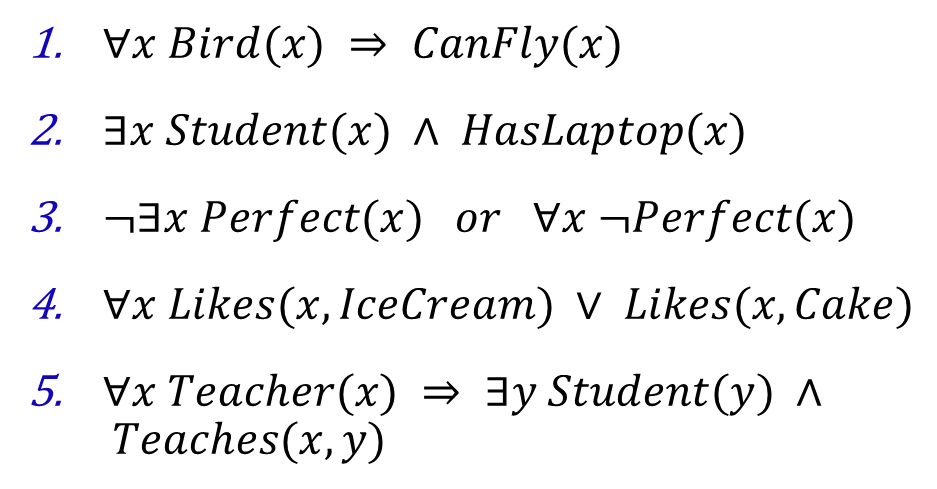 1. ∀x Bird(x) ⇒ CanFly(x)
2. ∃x Student(x) ∧ HasLaptop(x)
3. ¬∃x Perfect(x) or ∀x ¬Perfect(x)
4. ∀x Likes(x, IceCream) ∨ Likes(x, Cake)
5. ∀x Teacher(x) ⇒ ∃y Student(y) ∧
Teaches(x, y)